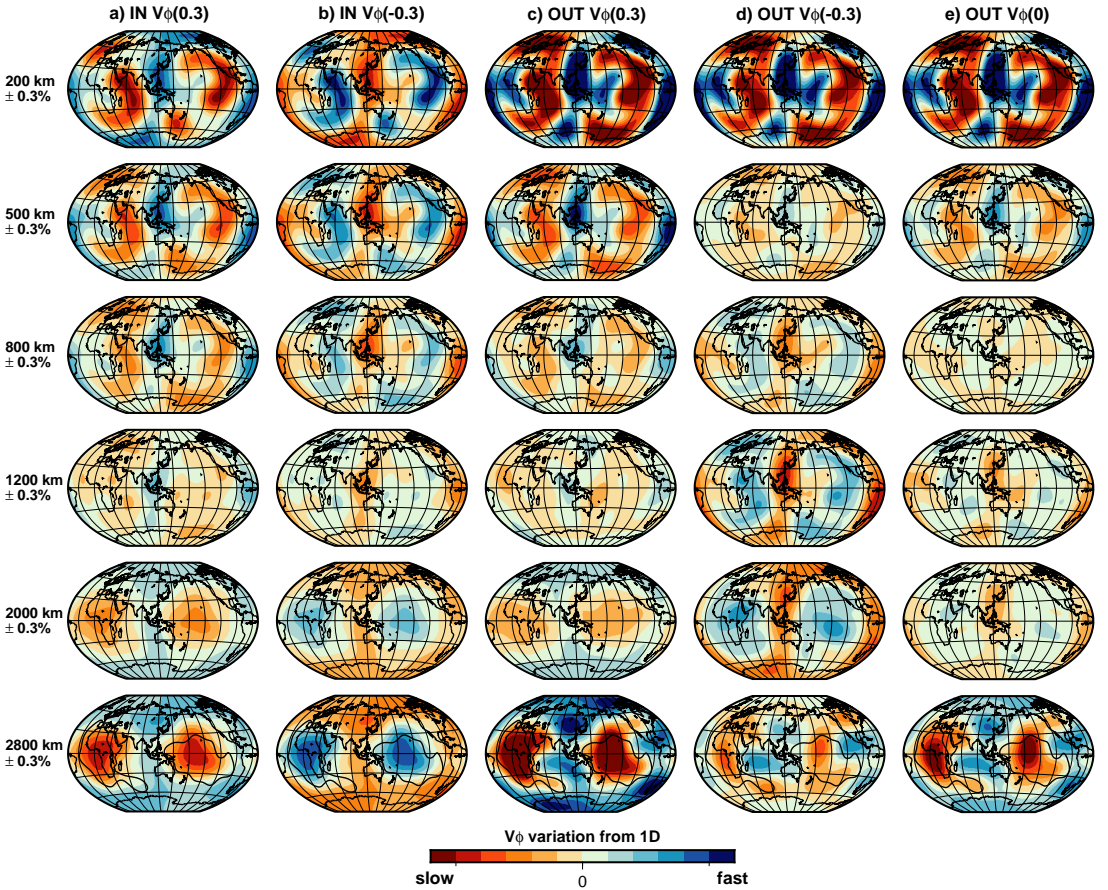 a) IN Vϕ(0.3) b) IN Vϕ(-0.3) c) OUT Vϕ(0.3) d) OUT Vϕ(-0.3) e) OUT Vϕ(0)
200 km
± 0.3%
500 km
± 0.3%
800 km
± 0.3%
1200 km
± 0.3%
2000 km
± 0.3%
2800 km
± 0.3%
Vϕ variation from 1D
slow 0 fast